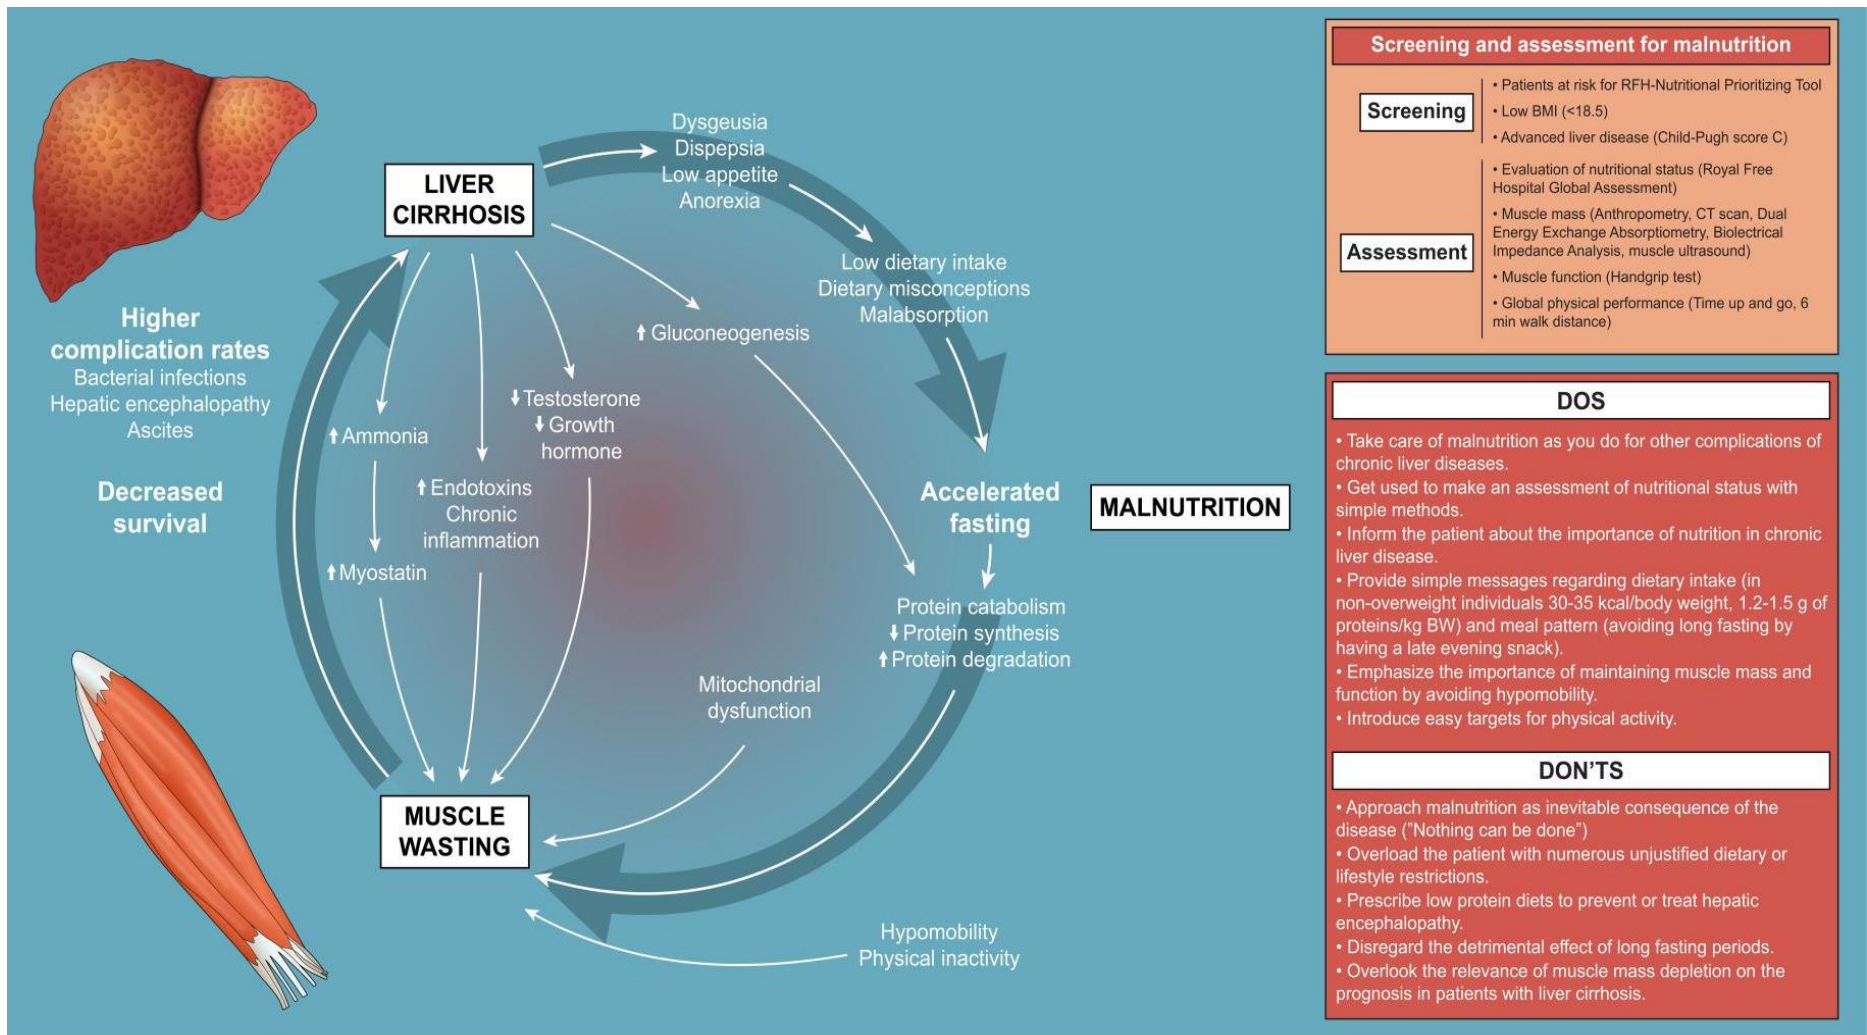 LIVER
CIRRHOSIS
Dysgeusia
Dispepsia
Low appetite
Anorexia
Low dietary intake
Dietary misconceptions
Malabsorption
Gluconeogenesis
Higher
complication rates
Bacterial infections
Hepatic encephalopathy
Ascites
Decreased
survival
Ammonia
Myostatin
Endotoxins
Chronic
inflammation
Testosterone
Growth
hormone
Accelerated
fasting
MALNUTRITION
Protein catabolism
Protein synthesis
Protein degradation
Mitochondrial
dysfunction
MUSCLE
WASTING
Hypomobility
Physical inactivity
Screening and assessment for malnutrition
Screening
• Patients at risk for RFH-Nutritional Prioritizing Tool
• Low BMI (<18.5)
• Advanced liver disease (Child-Pugh score C)
Assessment
• Evaluation of nutritional status (Royal Free
Hospital Global Assessment)
• Muscle mass (Anthropometry, CT scan, Dual
Energy Exchange Absorptiometry, Biolectrical
Impedance Analysis, muscle ultrasound)
• Muscle function (Handgrip test)
• Global physical performance (Time up and go, 6
min walk distance)
DOS
• Take care of malnutrition as you do for other complications of
chronic liver diseases.
• Get used to make an assessment of nutritional status with
simple methods.
• Inform the patient about the importance of nutrition in chronic
liver disease.
• Provide simple messages regarding dietary intake (in
non-overweight individuals 30-35 kcal/body weight, 1.2-1.5 g of
proteins/kg BW) and meal pattern (avoiding long fasting by
having a late evening snack).
• Emphasize the importance of maintaining muscle mass and
function by avoiding hypomobility.
• Introduce easy targets for physical activity.
DON'TS
• Approach malnutrition as inevitable consequence of the
disease ("Nothing can be done")
• Overload the patient with numerous unjustified dietary or
lifestyle restrictions.
• Prescribe low protein diets to prevent or treat hepatic
encephalopathy.
• Disregard the detrimental effect of long fasting periods.
• Overlook the relevance of muscle mass depletion on the
prognosis in patients with liver cirrhosis.